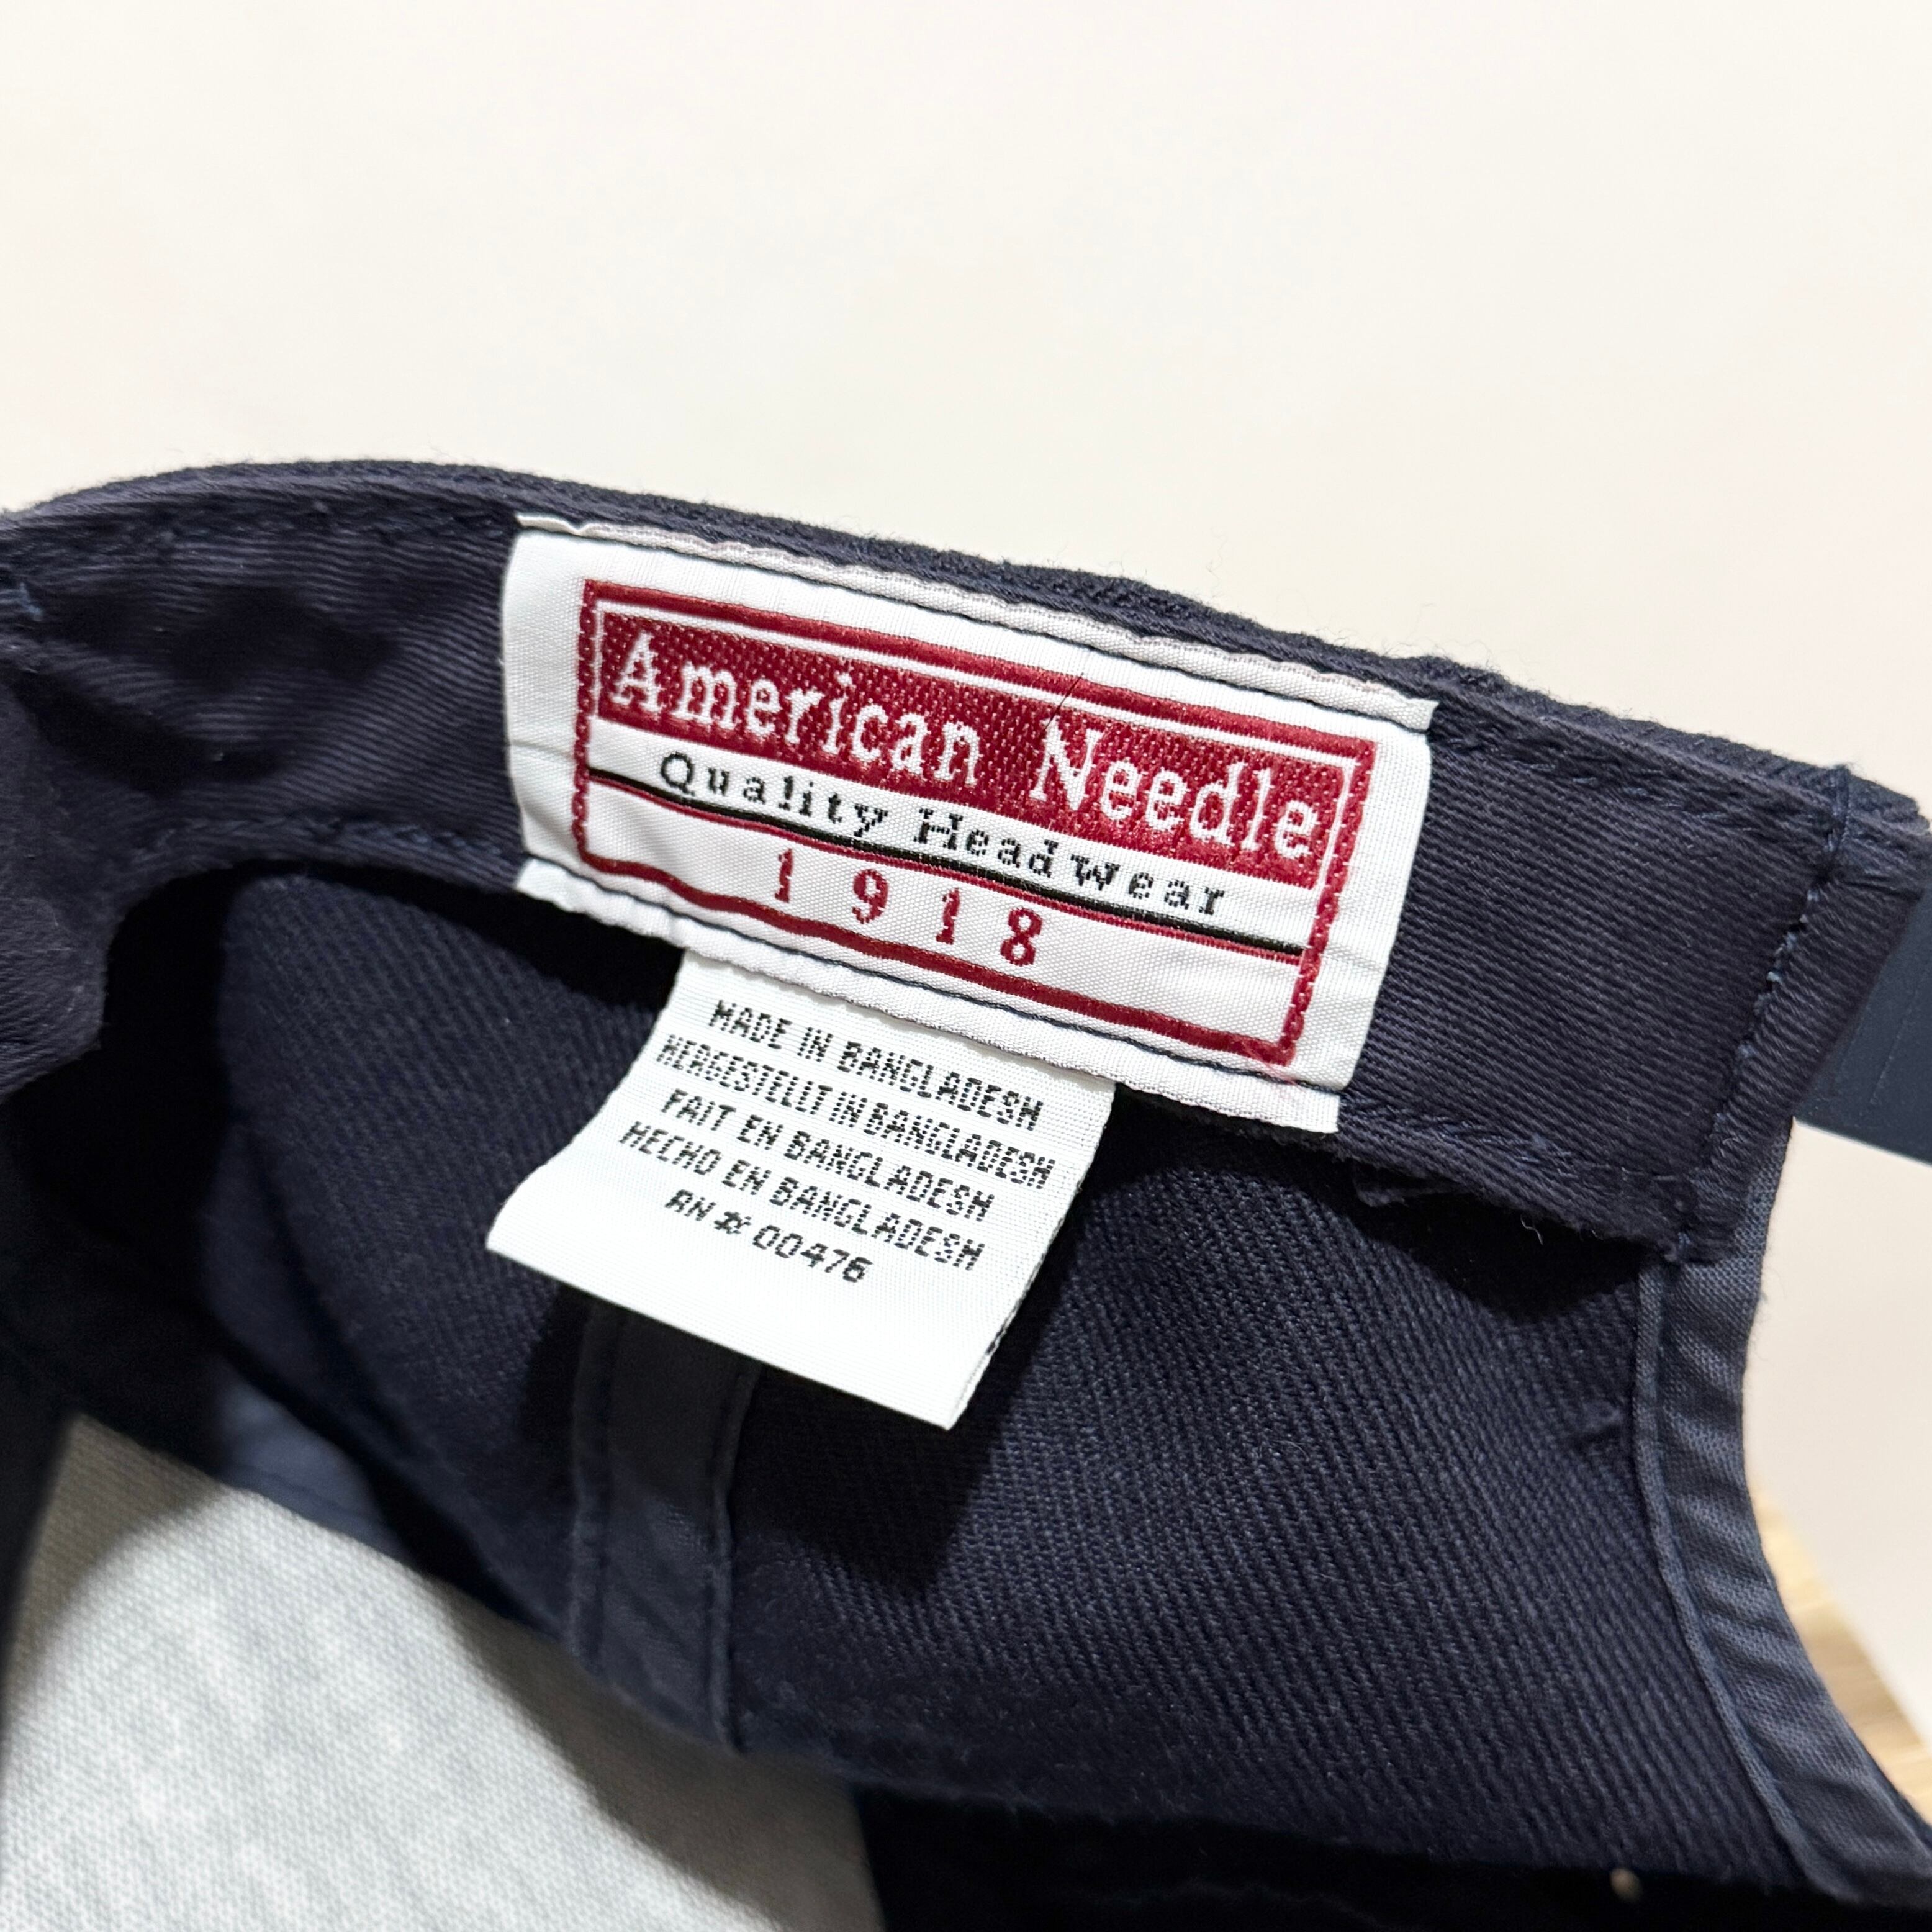 American Needle
Quality Headwear
1918
MADE IN BANGLADESH
HERGESTELLT IN BANGLADESH
FAIT EN BANGLADESH
HECHO EN BANGLADESH
RN # 00476